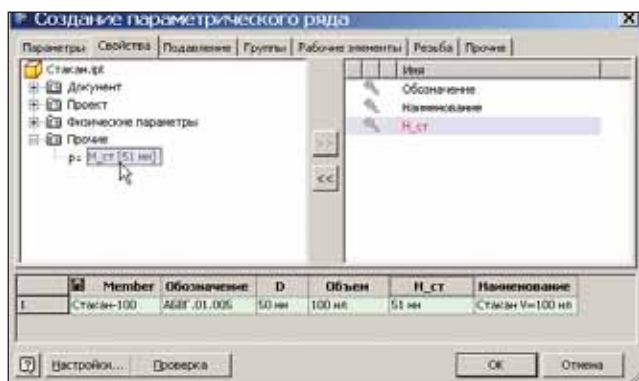 Создание параметрического ряда
Параметры Свойства Подавление Группы Рабочие элементы Резьба Прочие
Стакан.ipt
Документ
Проект
Физические параметры
Прочие
p= H_ст [51 мм]
>>
<<
Имя
Обозначение
Наименование
H_ст
Member Обозначение D Объем H_ст Наименование
1 Стакан-100 АБВГ.01.005 50 мм 100 мл 51 мм Стакан V=100 мл
Настройки... Проверка OK Отмена